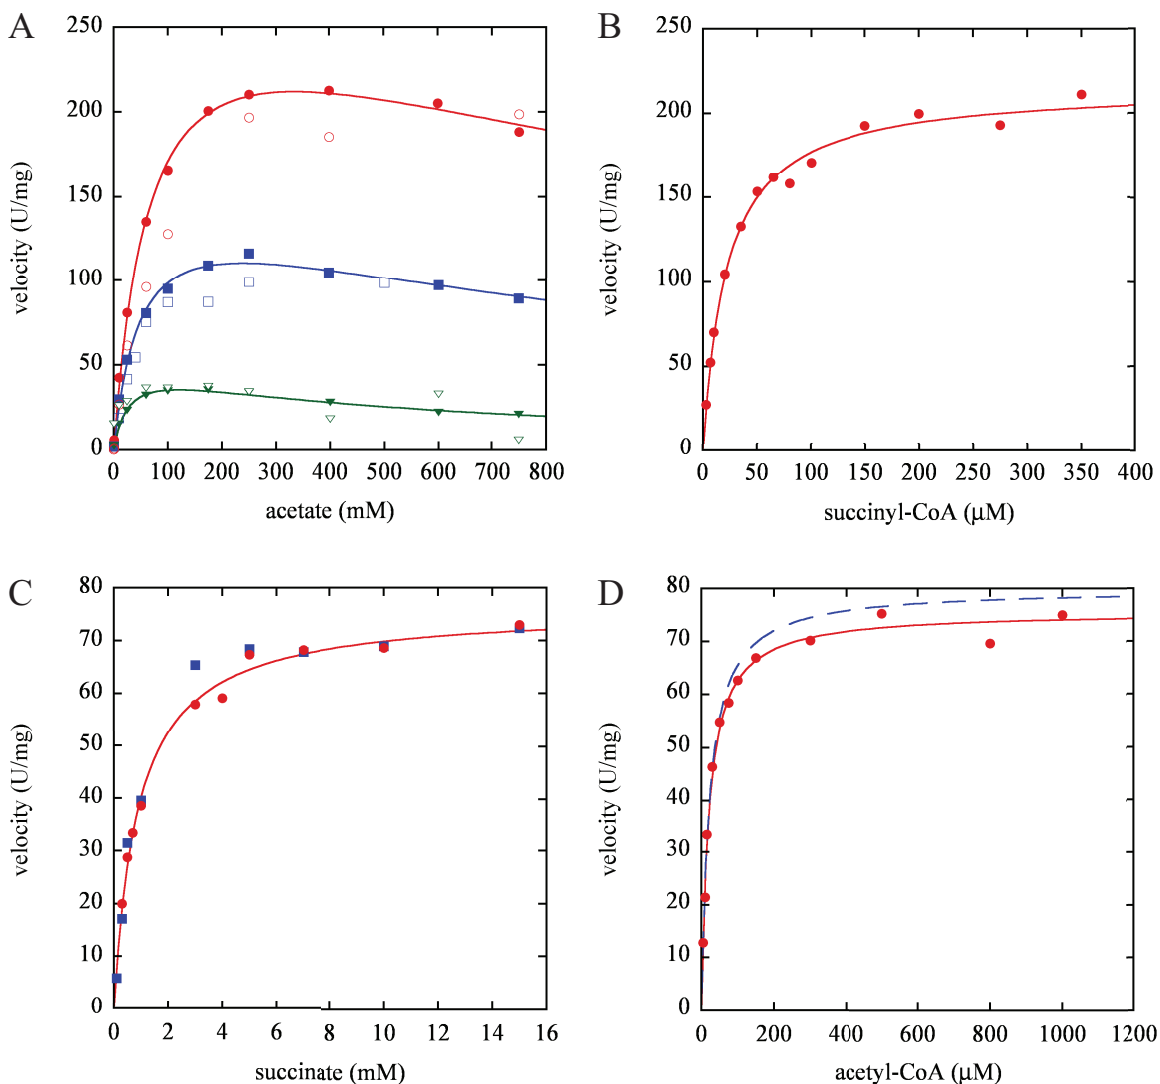 A
250
200
150
100
50
0
velocity (U/mg)
0 100 200 300 400 500 600 700 800
acetate (mM)
B
250
200
150
100
50
0
velocity (U/mg)
0 50 100 150 200 250 300 350 400
succinyl-CoA (μM)
C
80
70
60
50
40
30
20
10
0
velocity (U/mg)
0 2 4 6 8 10 12 14 16
succinate (mM)
D
80
70
60
50
40
30
20
10
0
velocity (U/mg)
0 200 400 600 800 1000 1200
acetyl-CoA (μM)